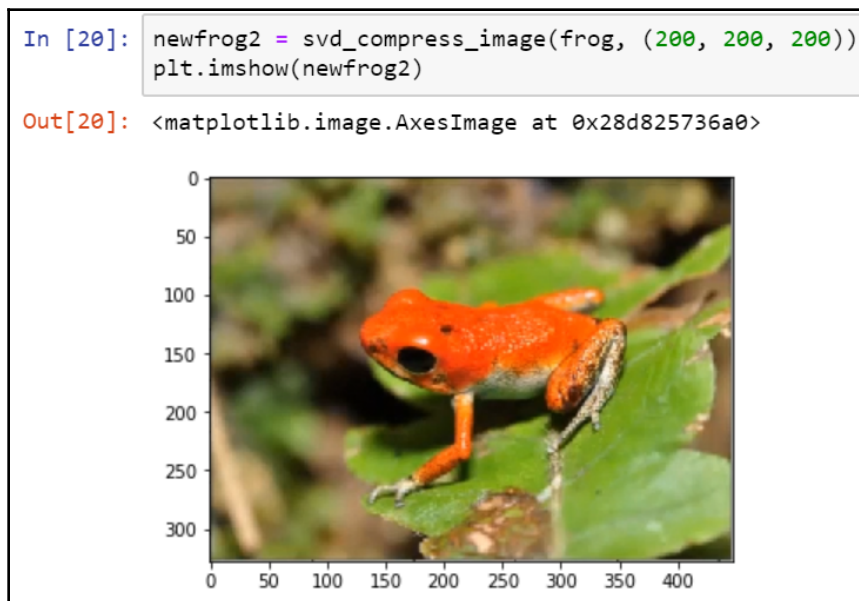 In [20]: newfrog2 = svd_compress_image(frog, (200, 200, 200))
plt.imshow(newfrog2)
Out[20]: <matplotlib.image.AxesImage at 0x28d825736a0>
0
50
100
150
200
250
300
0 50 100 150 200 250 300 350 400